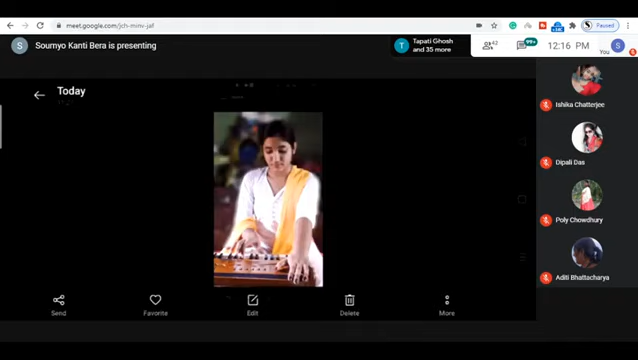 meet.google.com/jch-minv-jaf
Paused
Soumyo Kanti Bera is presenting
Tapati Ghosh
and 35 more
42
99+
12:16 PM
You
Today
Ishika Chatterjee
Dipali Das
Poly Chowdhury
Aditi Bhattacharya
Send
Favorite
Edit
Delete
More